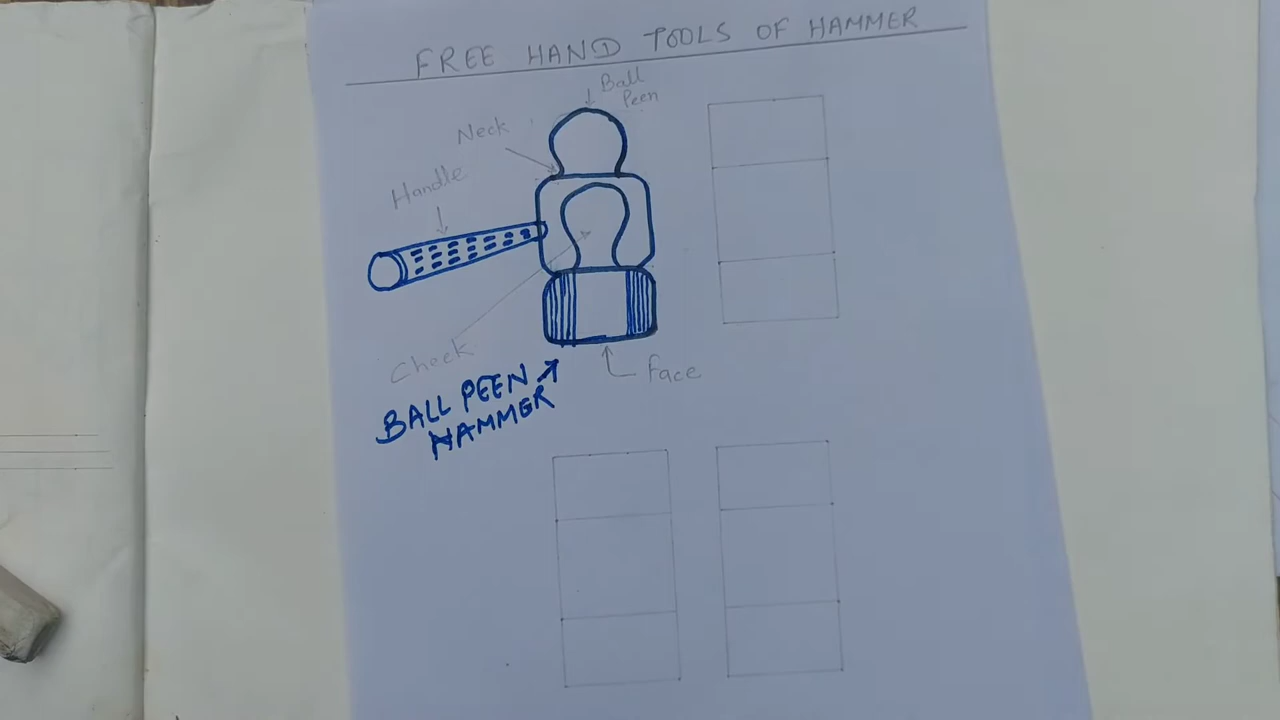 FREE HAND TOOLS OF HAMMER
Ball
Peen
Neck
Handle
Cheek
Face
BALL PEEN
HAMMER